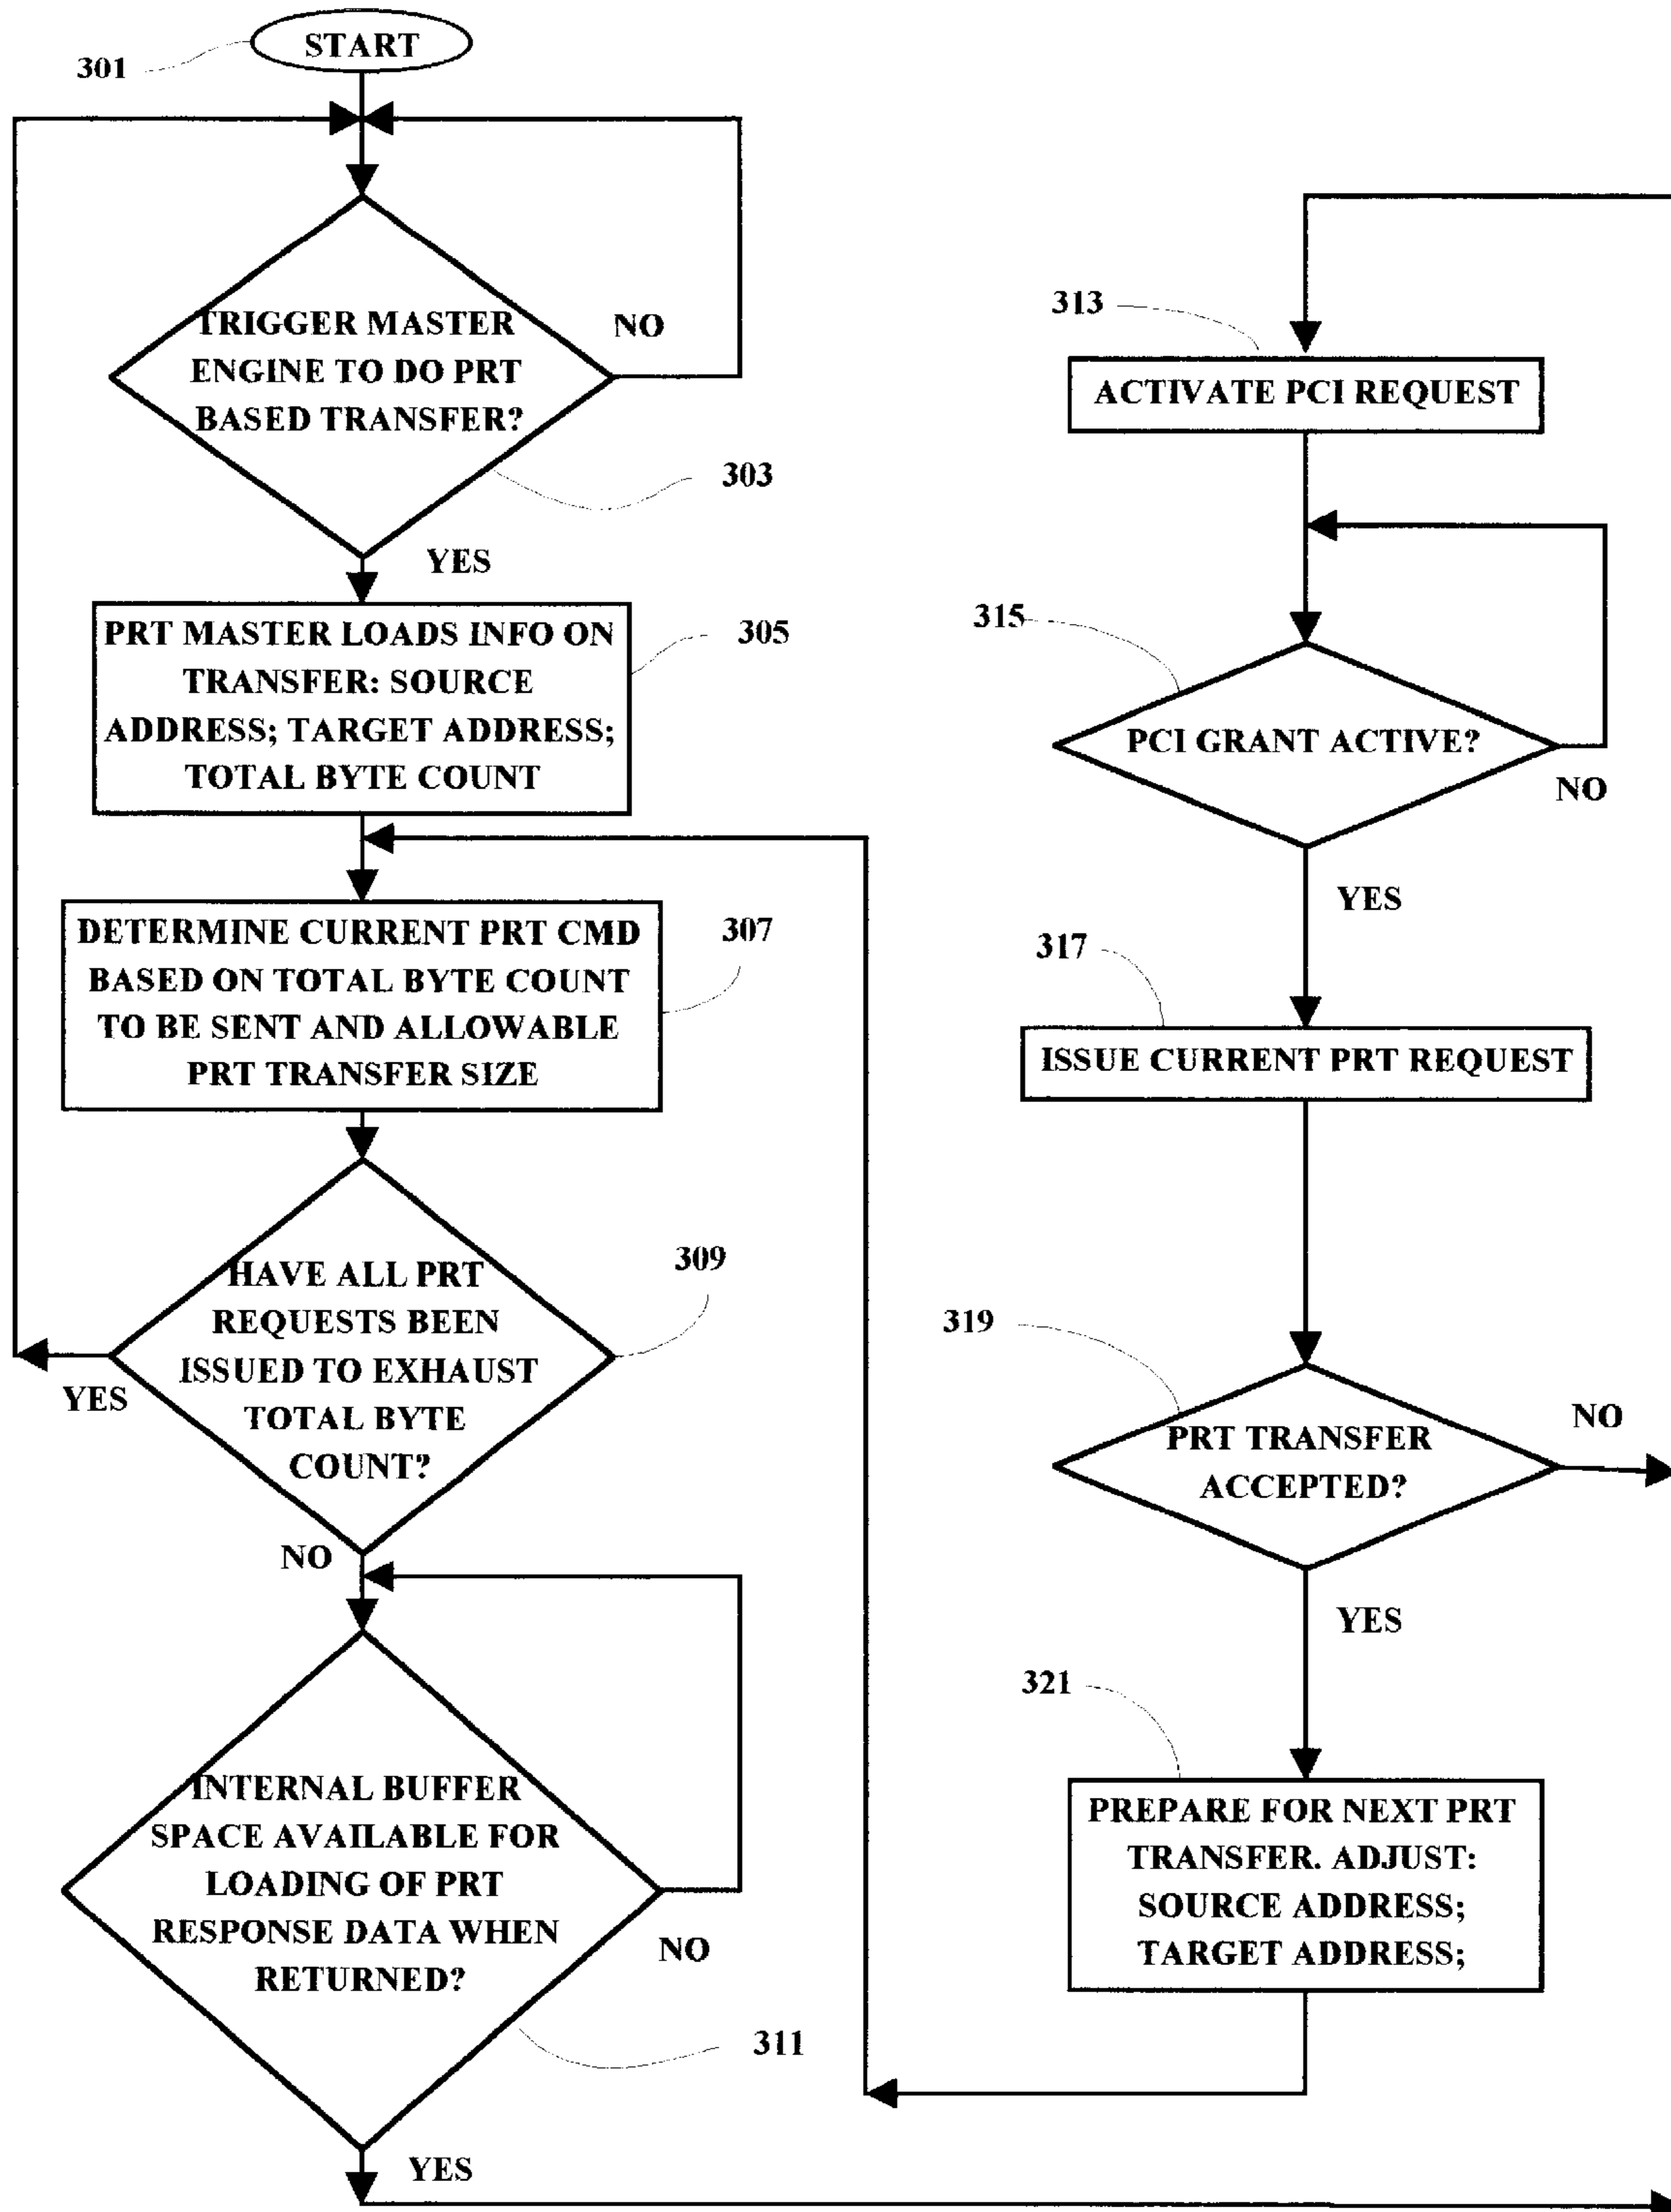 START
301
TRIGGER MASTER
ENGINE TO DO PRT
BASED TRANSFER?
NO
303
YES
PRT MASTER LOADS INFO ON
TRANSFER: SOURCE
ADDRESS; TARGET ADDRESS;
TOTAL BYTE COUNT
305
DETERMINE CURRENT PRT CMD
BASED ON TOTAL BYTE COUNT
TO BE SENT AND ALLOWABLE
PRT TRANSFER SIZE
307
HAVE ALL PRT
REQUESTS BEEN
ISSUED TO EXHAUST
TOTAL BYTE
COUNT?
309
YES
NO
INTERNAL BUFFER
SPACE AVAILABLE FOR
LOADING OF PRT
RESPONSE DATA WHEN
RETURNED?
NO
311
YES
313
ACTIVATE PCI REQUEST
315
PCI GRANT ACTIVE?
NO
YES
317
ISSUE CURRENT PRT REQUEST
319
PRT TRANSFER
ACCEPTED?
NO
YES
321
PREPARE FOR NEXT PRT
TRANSFER. ADJUST:
SOURCE ADDRESS;
TARGET ADDRESS;